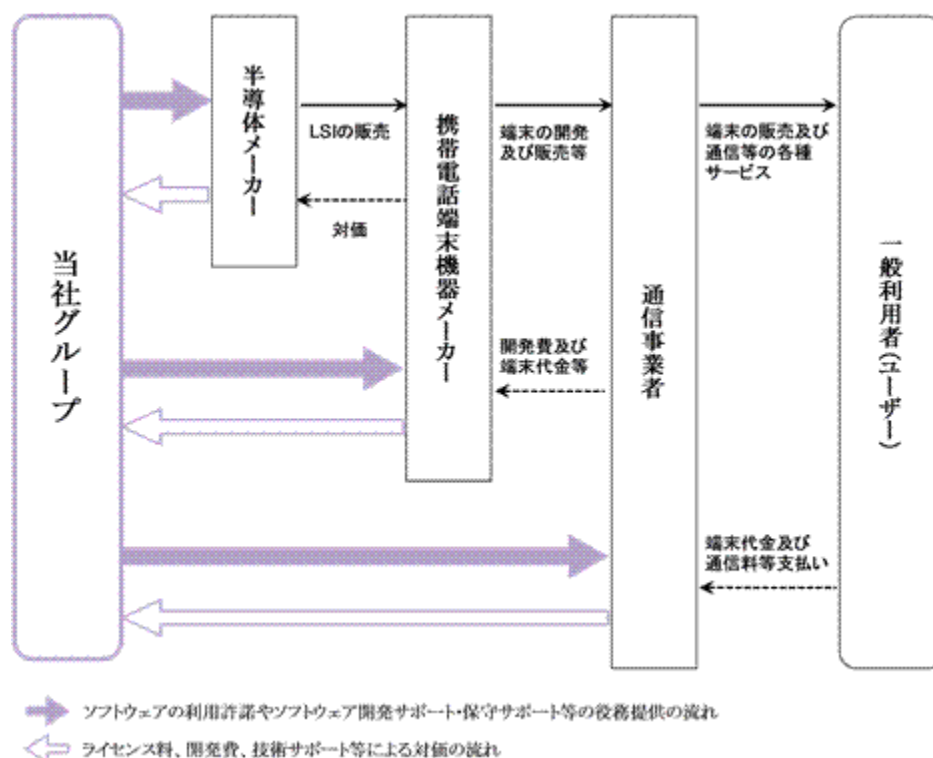 当社グループ
半導体メーカー
携帯電話端末機器メーカー
通信事業者
一般利用者(ユーザー)
LSIの販売
対価
端末の開発
及び販売等
開発費及び
端末代金等
端末の販売及び
通信等の各種
サービス
端末代金及び
通信料等支払い
ソフトウェアの利用許諾やソフトウェア開発サポート・保守サポート等の役務提供の流れ
ライセンス料、開発費、技術サポート等による対価の流れ